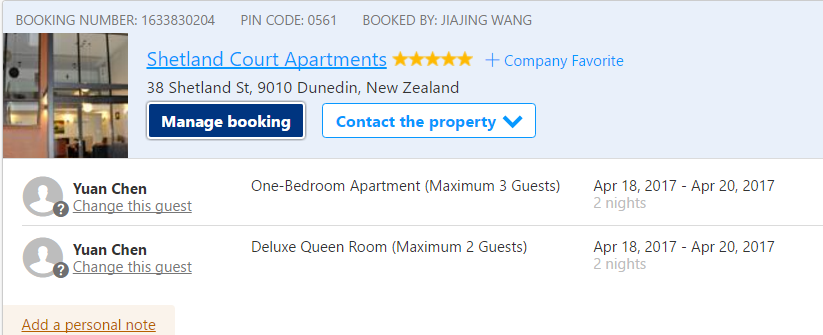 BOOKING NUMBER: 1633830204 PIN CODE: 0561 BOOKED BY: JIAJING WANG
Shetland Court Apartments + Company Favorite
38 Shetland St, 9010 Dunedin, New Zealand
Manage booking Contact the property
Yuan Chen One-Bedroom Apartment (Maximum 3 Guests) Apr 18, 2017 - Apr 20, 2017
? Change this guest 2 nights
Yuan Chen Deluxe Queen Room (Maximum 2 Guests) Apr 18, 2017 - Apr 20, 2017
? Change this guest 2 nights
Add a personal note